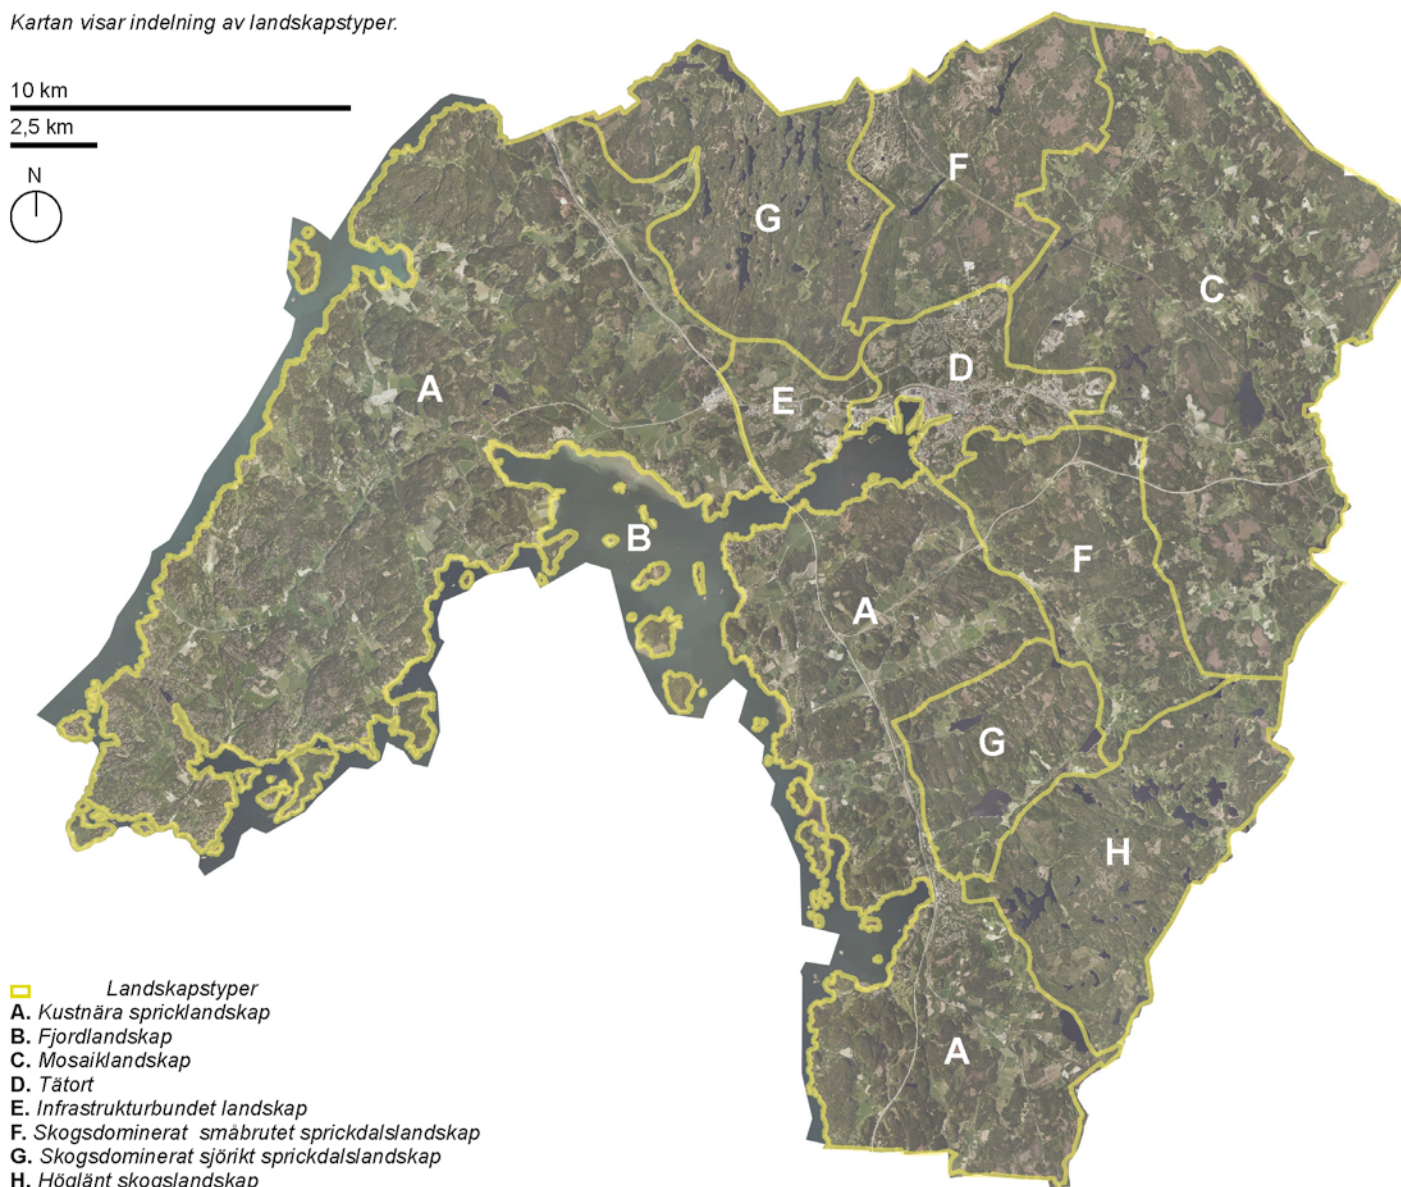 Kartan visar indelning av landskapstyper.
10 km
2,5 km
N
G
F
C
A
E
D
B
A
F
G
H
A
Landskapstyper
A. Kustnära spricklandskap
B. Fjordlandskap
C. Mosaiklandskap
D. Tätort
E. Infrastrukturbundet landskap
F. Skogsdominerat småbrutet sprickdalslandskap
G. Skogsdominerat sjörikt sprickdalslandskap
H. Höglänt skogslandskap